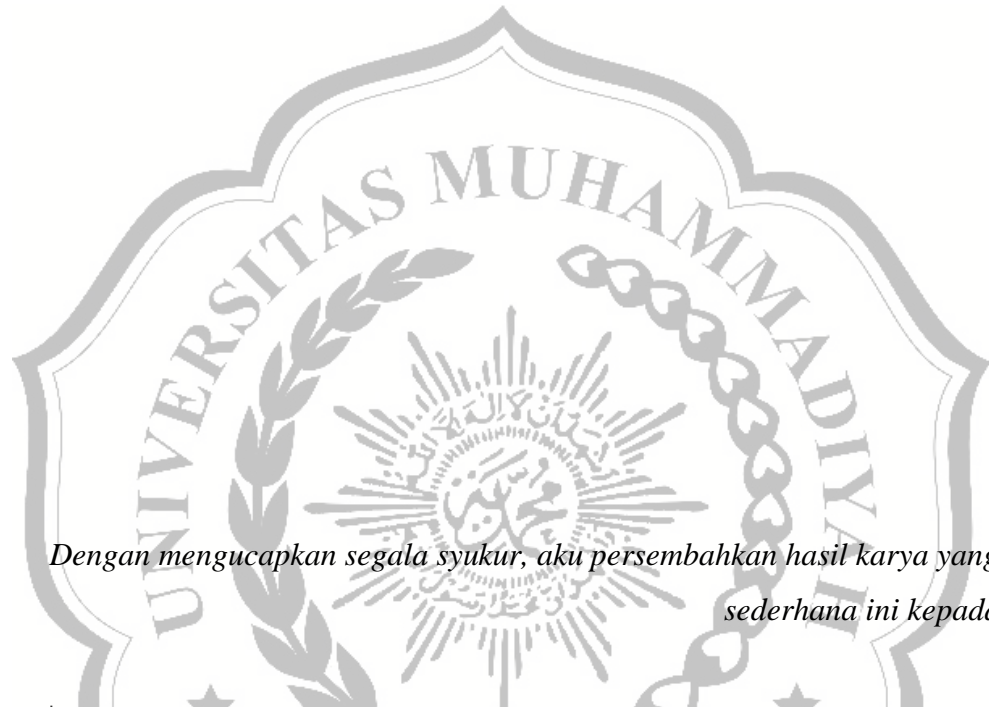 UNIVERSITAS MUHAMMADIYAH
Dengan mengucapkan segala syukur, aku persembahkan hasil karya yang
sederhana ini kepada